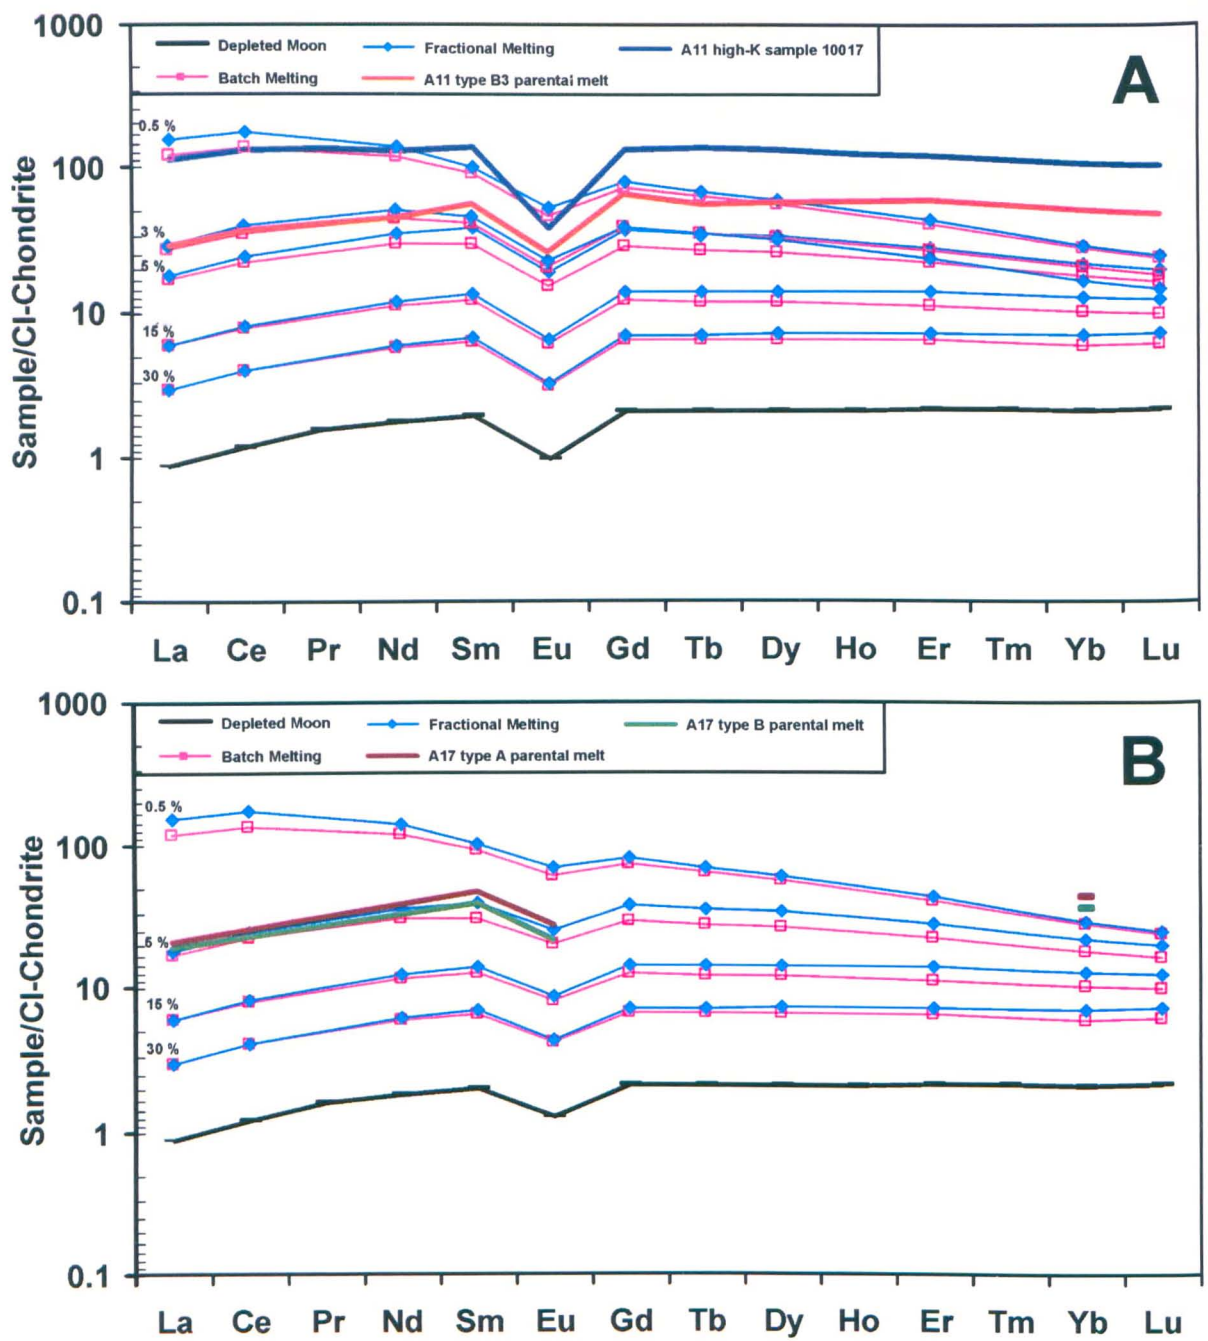 1000
Depleted Moon
Fractional Melting
A11 high-K sample 10017
Batch Melting
A11 type B3 parental melt
A
Sample/CI-Chondrite
0.5 %
100
3 %
5 %
10
15 %
30 %
1
0.1
La Ce Pr Nd Sm Eu Gd Tb Dy Ho Er Tm Yb Lu
1000
Depleted Moon
Fractional Melting
A17 type B parental melt
Batch Melting
A17 type A parental melt
B
Sample/CI-Chondrite
0.5 %
100
5 %
10
15 %
30 %
1
0.1
La Ce Pr Nd Sm Eu Gd Tb Dy Ho Er Tm Yb Lu